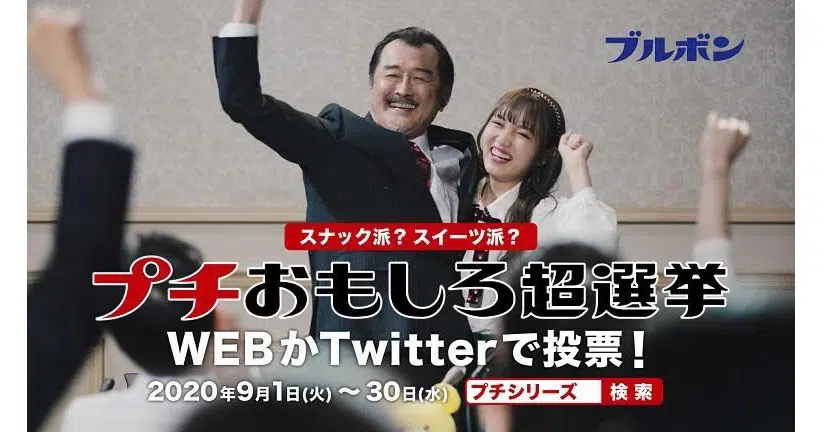 ブルボン
スナック派? スイーツ派?
プチおもしろ超選挙
WEBかTwitterで投票!
2020年9月1日(火) 〜 30日(水) プチシリーズ 検索